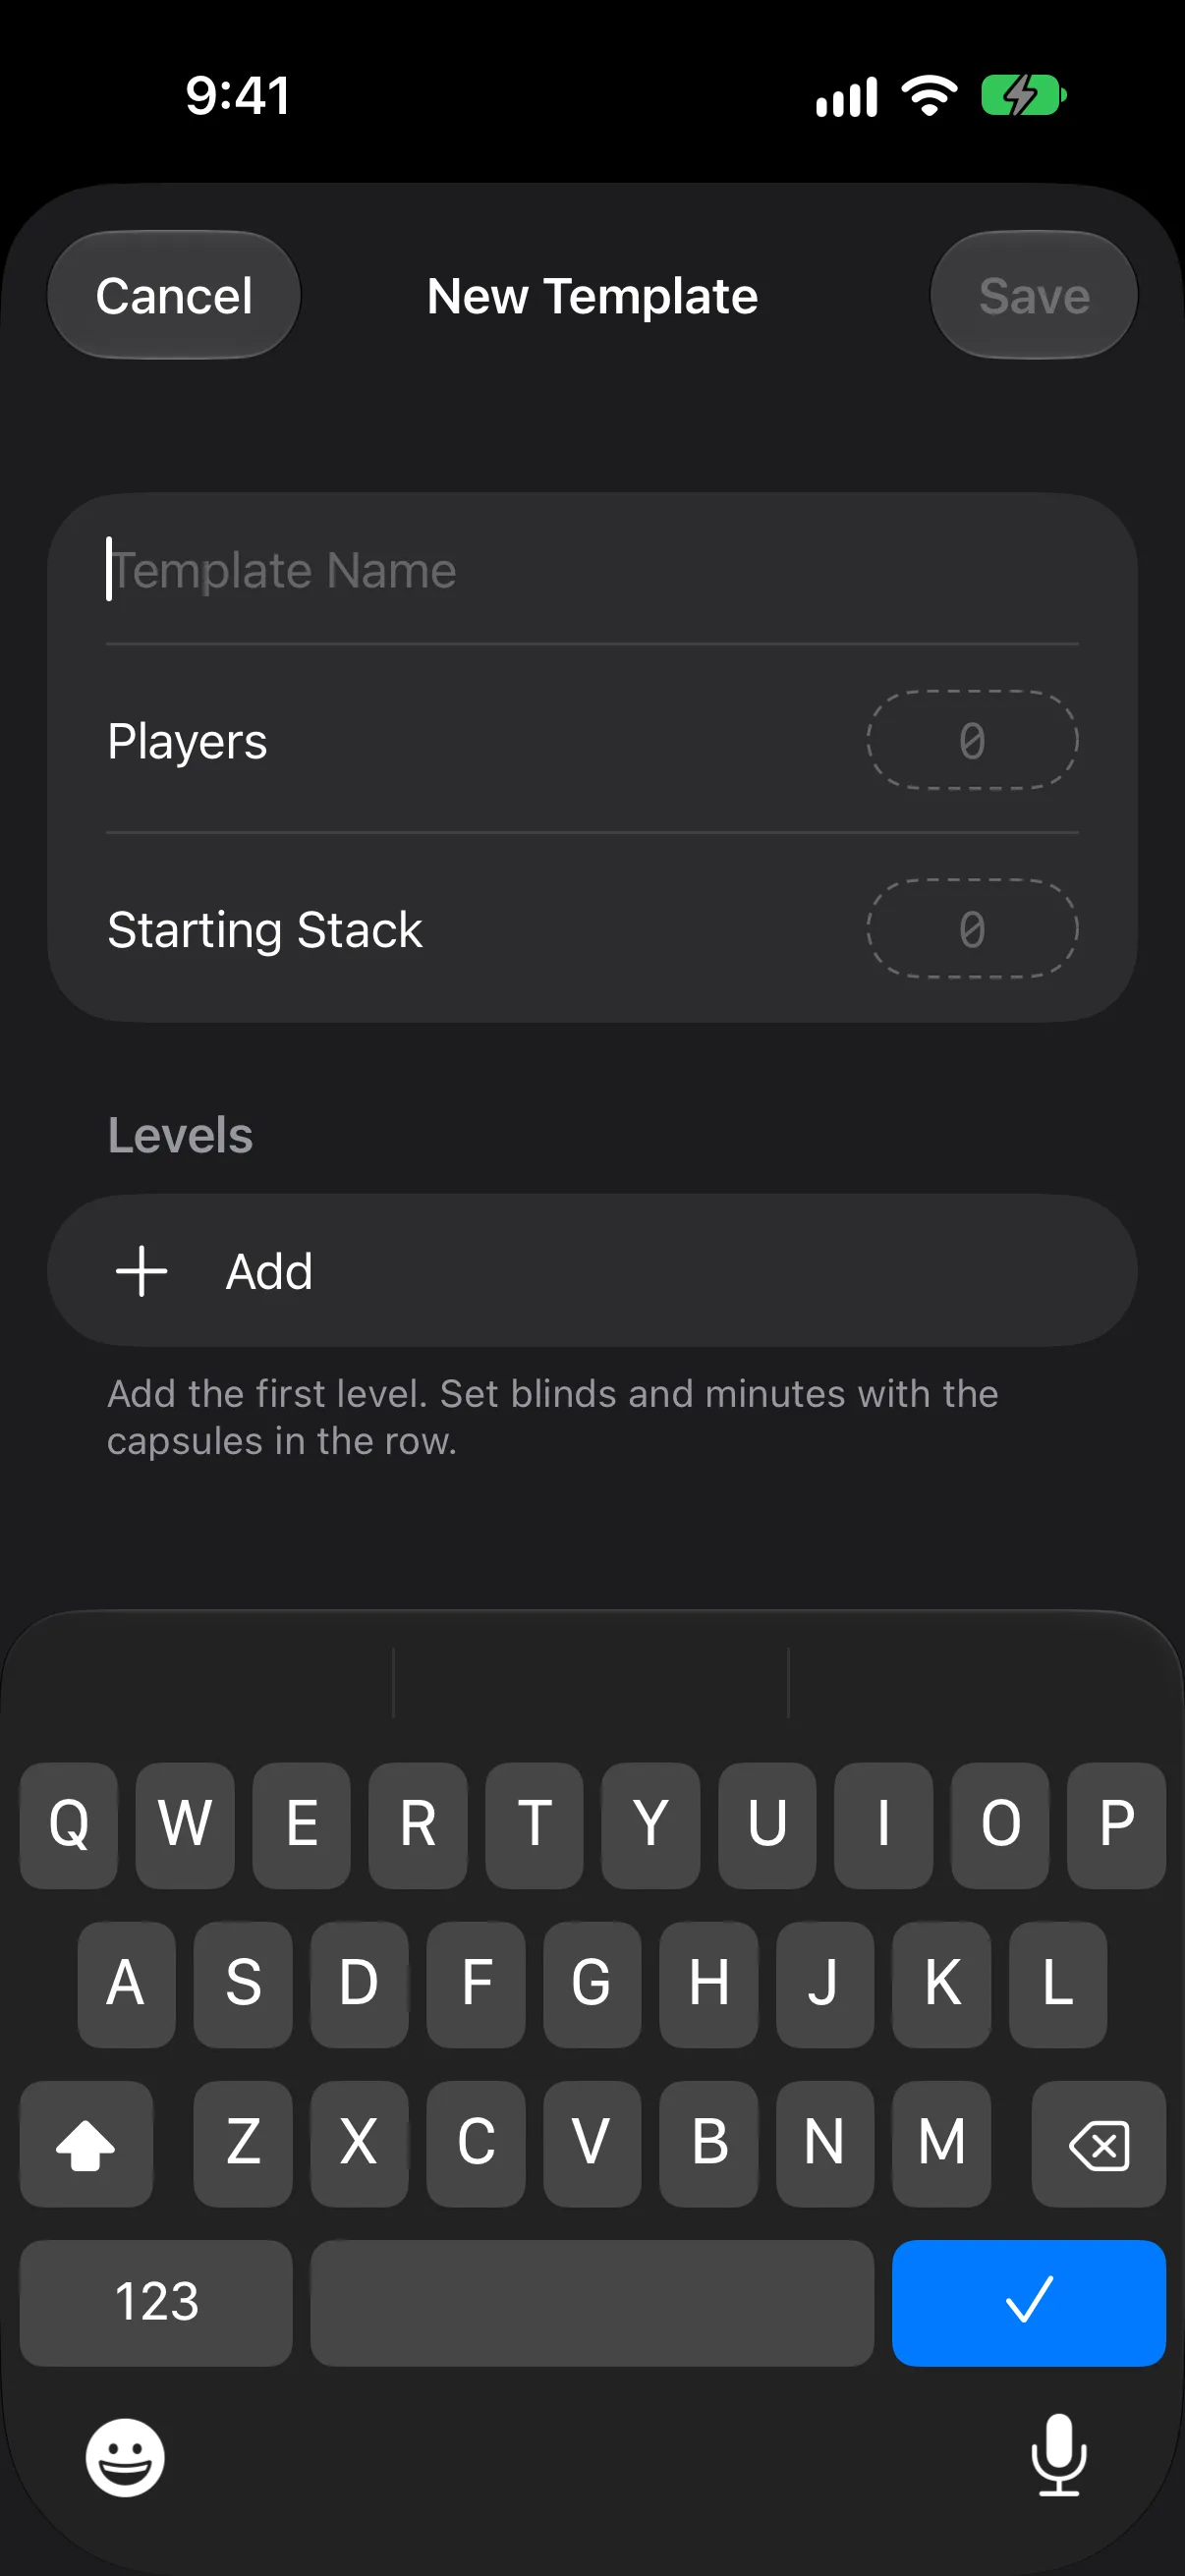 9:41
Cancel New Template Save
Template Name
Players 0
Starting Stack 0
Levels
Add
Add the first level. Set blinds and minutes with the
capsules in the row.
Q W E R T Y U I O P
A S D F G H J K L
Z X C V B N M
123